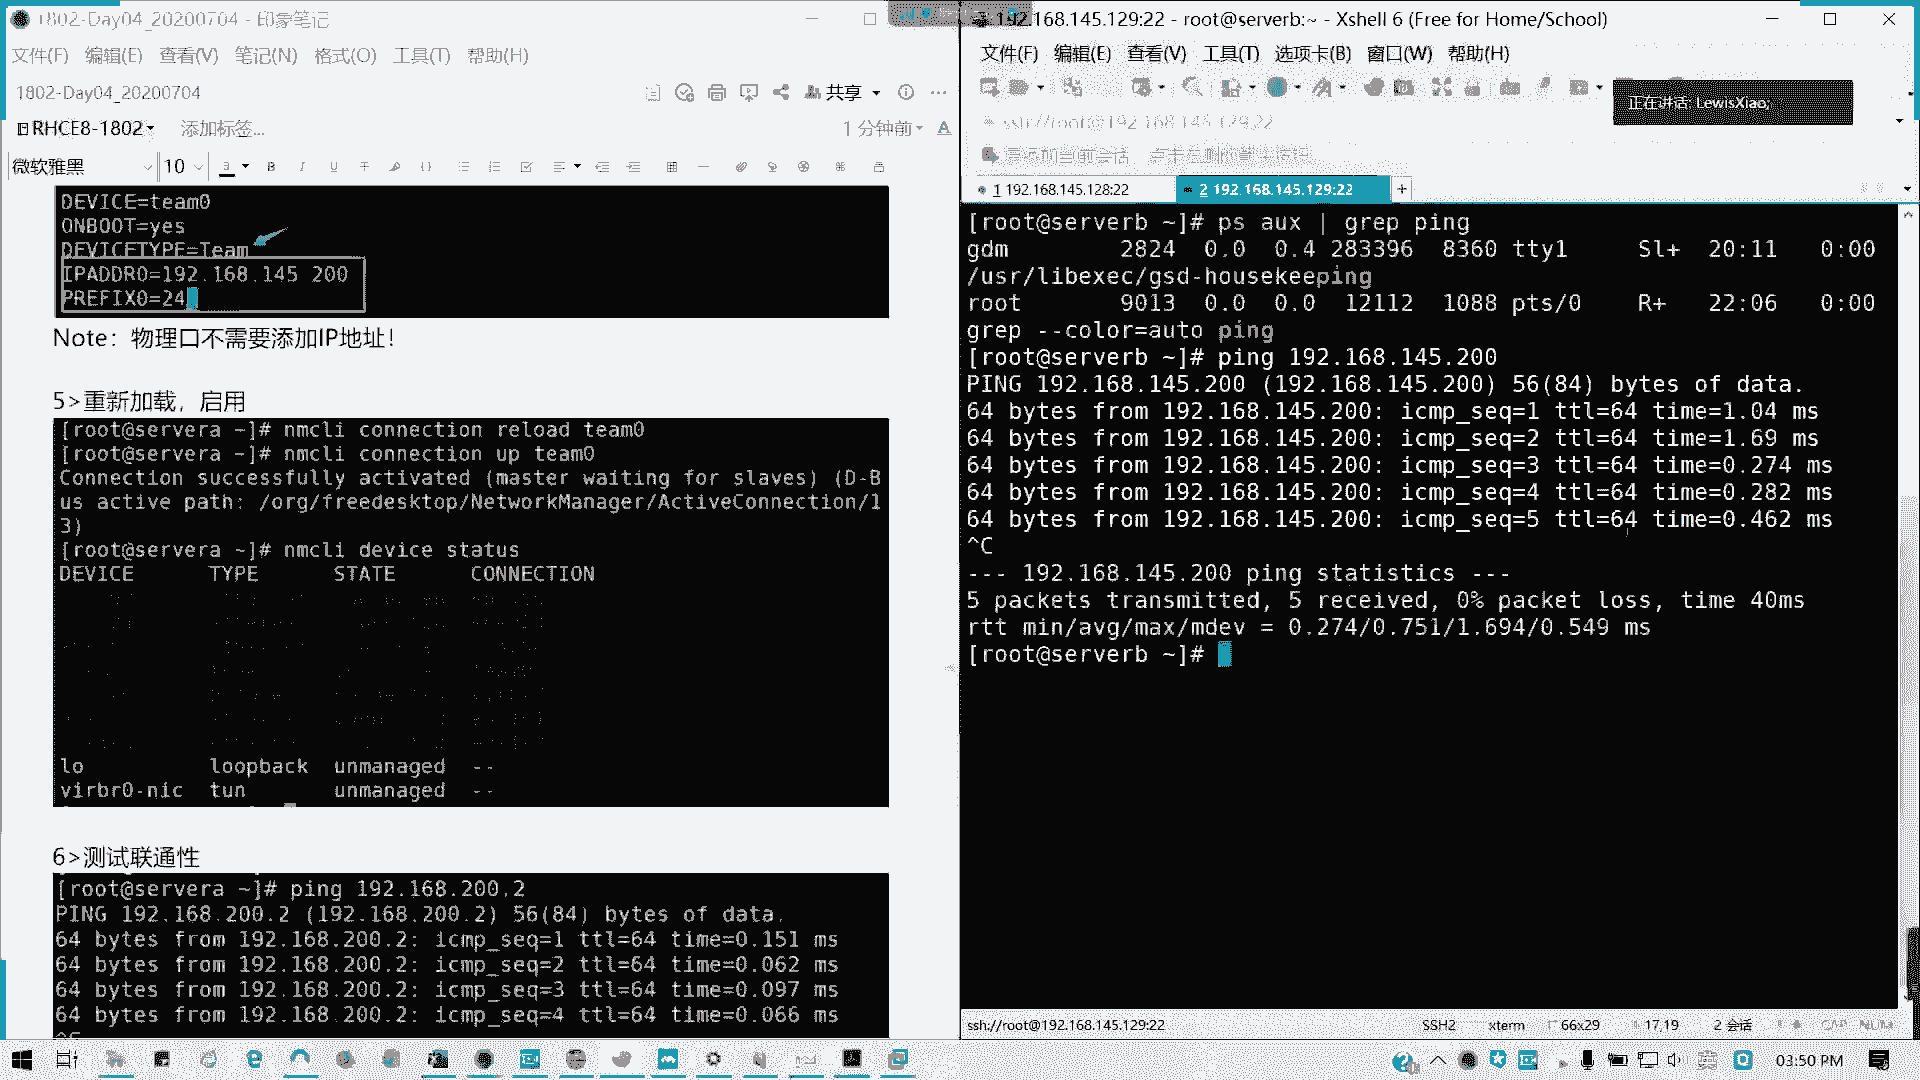 1802-Day04_20200704 - 印象笔记
文件(F) 编辑(E) 查看(V) 笔记(N) 格式(O) 工具(T) 帮助(H)
1802-Day04_20200704
共享
RHCE8-1802
添加标签...
1 分钟前
微软雅黑 10
DEVICE=team0
ONBOOT=yes
DEVICETYPE=Team
IPADDR0=192.168.145 200
PREFIX0=24
Note：物理口不需要添加IP地址！
5>重新加载，启用
[root@servera ~]# nmcli connection reload team0
[root@servera ~]# nmcli connection up team0
Connection successfully activated (master waiting for slaves) (D-B
us active path: /org/freedesktop/NetworkManager/ActiveConnection/1
3)
[root@servera ~]# nmcli device status
DEVICE TYPE STATE CONNECTION
lo loopback unmanaged --
virbr0-nic tun unmanaged --
6>测试联通性
[root@servera ~]# ping 192.168.200.2
PING 192.168.200.2 (192.168.200.2) 56(84) bytes of data.
64 bytes from 192.168.200.2: icmp_seq=1 ttl=64 time=0.151 ms
64 bytes from 192.168.200.2: icmp_seq=2 ttl=64 time=0.062 ms
64 bytes from 192.168.200.2: icmp_seq=3 ttl=64 time=0.097 ms
64 bytes from 192.168.200.2: icmp_seq=4 ttl=64 time=0.066 ms
192.168.145.129:22 - root@serverb:~ - Xshell 6 (Free for Home/School)
文件(F) 编辑(E) 查看(V) 工具(T) 选项卡(B) 窗口(W) 帮助(H)
正在讲话: LewisXiao;
ssh://root@192.168.145.129:22
1 192.168.145.128:22
2 192.168.145.129:22
[root@serverb ~]# ps aux | grep ping
gdm 2824 0.0 0.4 283396 8360 tty1 Sl+ 20:11 0:00
/usr/libexec/gsd-housekeeping
root 9013 0.0 0.0 12112 1088 pts/0 R+ 22:06 0:00
grep --color=auto ping
[root@serverb ~]# ping 192.168.145.200
PING 192.168.145.200 (192.168.145.200) 56(84) bytes of data.
64 bytes from 192.168.145.200: icmp_seq=1 ttl=64 time=1.04 ms
64 bytes from 192.168.145.200: icmp_seq=2 ttl=64 time=1.69 ms
64 bytes from 192.168.145.200: icmp_seq=3 ttl=64 time=0.274 ms
64 bytes from 192.168.145.200: icmp_seq=4 ttl=64 time=0.282 ms
64 bytes from 192.168.145.200: icmp_seq=5 ttl=64 time=0.462 ms
^C
--- 192.168.145.200 ping statistics ---
5 packets transmitted, 5 received, 0% packet loss, time 40ms
rtt min/avg/max/mdev = 0.274/0.751/1.694/0.549 ms
[root@serverb ~]#
ssh://root@192.168.145.129:22 SSH2 xterm 66x29 17,19 2 会话 CAP NUM
03:50 PM